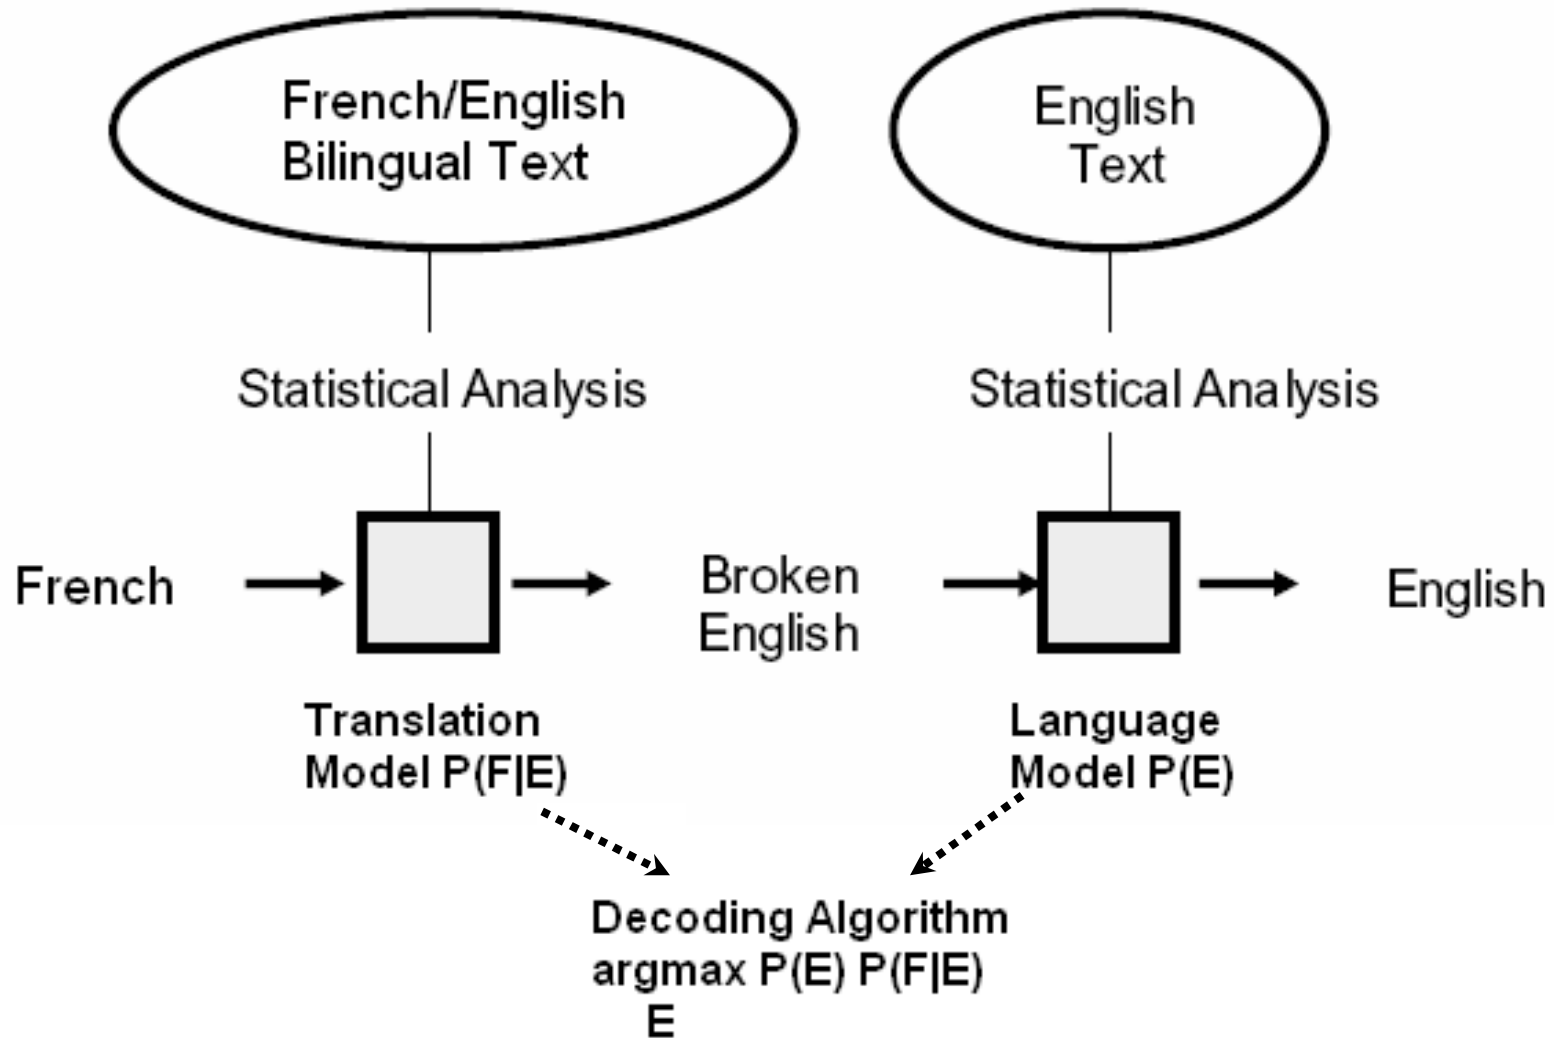 French/English
Bilingual Text
English
Text
Statistical Analysis
Statistical Analysis
French
Broken
English
English
Translation
Model P(F|E)
Language
Model P(E)
Decoding Algorithm
argmax P(E) P(F|E)
E